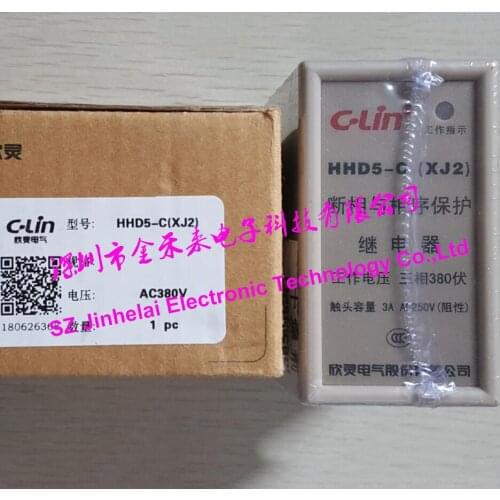 欣灵
C-Lin
欣灵电气
型号: HHD5-C(XJ2)
电压: AC380V
18062636
数量: 1 pc
C-Lin
工作指示
HHD5-C (XJ2)
断相与相序保护
继电器
工作电压 三相380伏
触头容量 3A AC250V(阻性)
欣灵电气股份有限公司
深圳市金禾来电子科技有限公司
SZ Jinhelai Electronic Technology Co.,Ltd